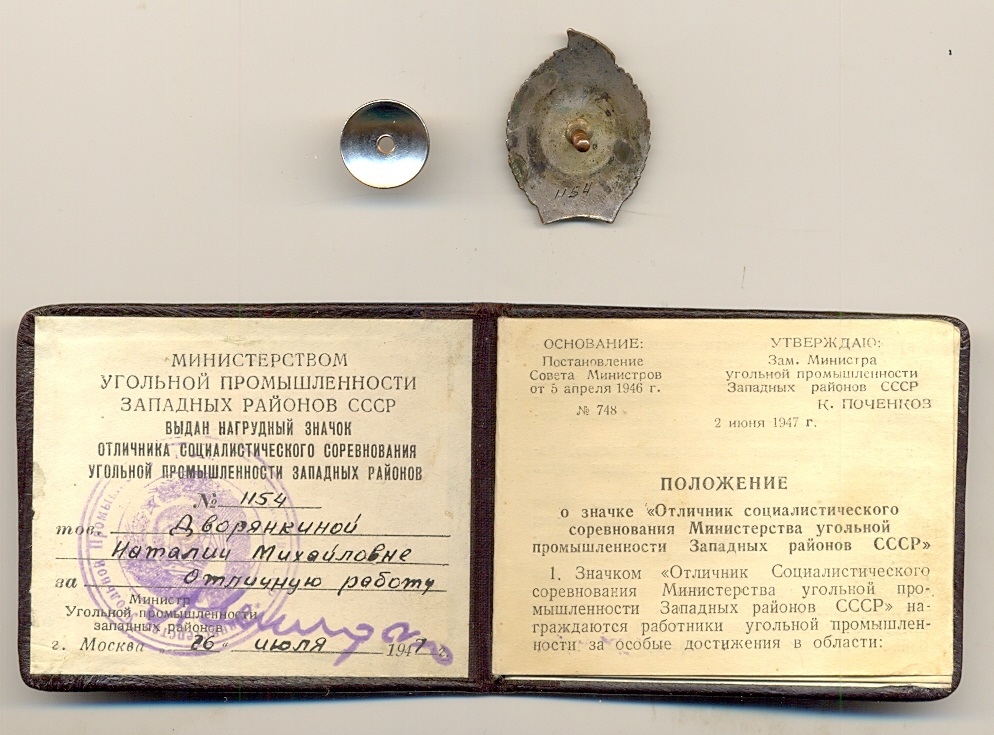 1154
МИНИСТЕРСТВОМ
УГОЛЬНОЙ ПРОМЫШЛЕННОСТИ
ЗАПАДНЫХ РАЙОНОВ СССР
ВЫДАН НАГРУДНЫЙ ЗНАЧОК
ОТЛИЧНИКА СОЦИАЛИСТИЧЕСКОГО СОРЕВНОВАНИЯ
УГОЛЬНОЙ ПРОМЫШЛЕННОСТИ ЗАПАДНЫХ РАЙОНОВ
№ 1154
тов. Дворянкиной
Наталии Михайловне
за Отличную работу
Министр
Угольной промышленности
западных районов
г. Москва „26“ июля 1947 г.
ОСНОВАНИЕ:
Постановление
Совета Министров
от 5 апреля 1946 г.
№ 748
УТВЕРЖДАЮ:
Зам. Министра
угольной промышленности
Западных районов СССР
К. ПОЧЕНКОВ
2 июня 1947 г.
ПОЛОЖЕНИЕ
о значке «Отличник социалистического
соревнования Министерства угольной
промышленности Западных районов СССР»
1. Значком «Отличник Социалистического
соревнования Министерства угольной про-
мышленности Западных районов СССР» на-
граждаются работники угольной промышлен-
ности за особые достижения в области: